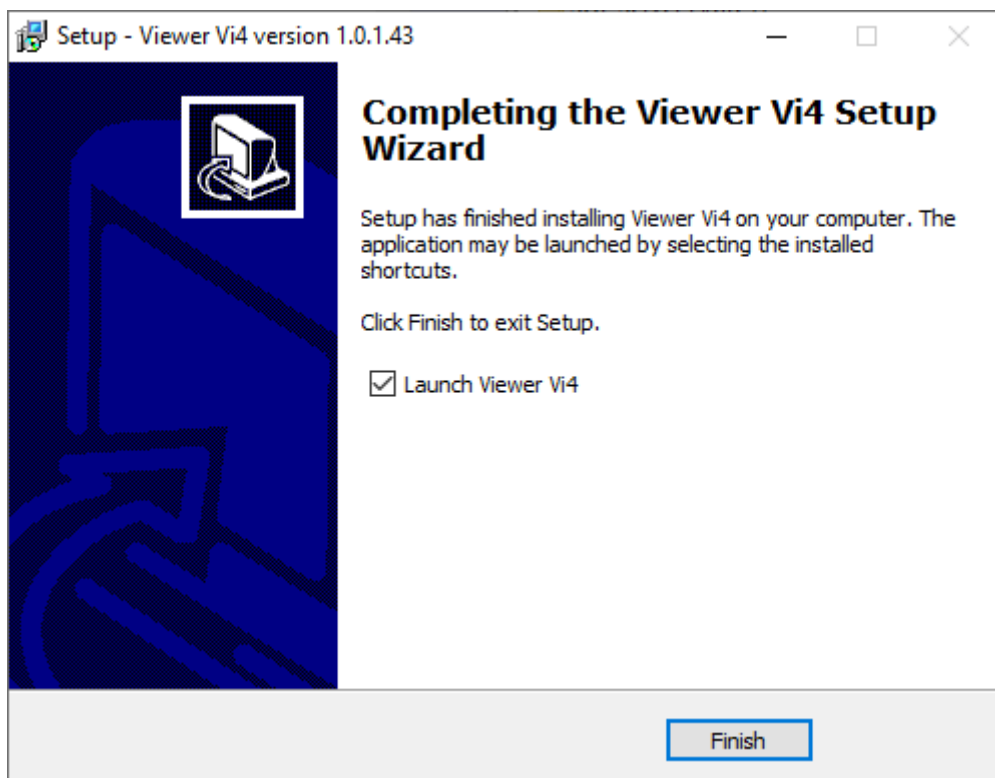 Setup - Viewer Vi4 version 1.0.1.43
Completing the Viewer Vi4 Setup
Wizard
Setup has finished installing Viewer Vi4 on your computer. The
application may be launched by selecting the installed
shortcuts.
Click Finish to exit Setup.
Launch Viewer Vi4
Finish